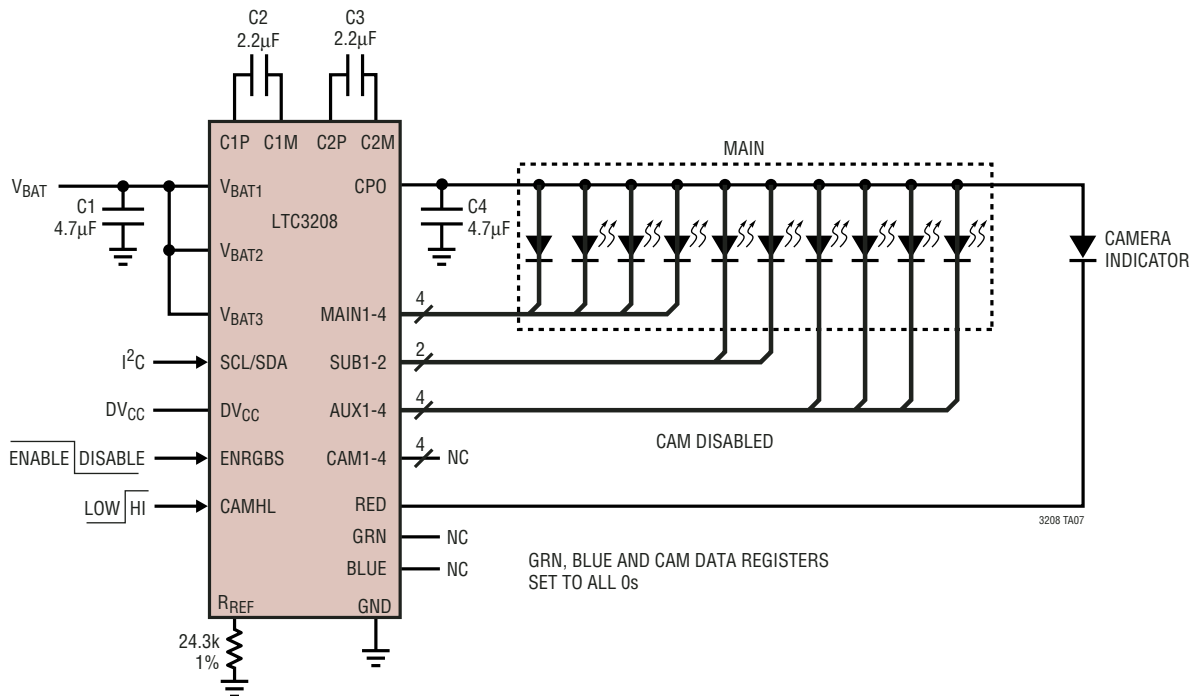 C2
2.2µF
C3
2.2µF
C1P C1M C2P C2M
MAIN
VBAT
VBAT1
CPO
C1
4.7µF
LTC3208
C4
4.7µF
CAMERA
INDICATOR
VBAT2
VBAT3
MAIN1-4
4
I2C
SCL/SDA
SUB1-2
2
DVCC
DVCC
AUX1-4
4
CAM DISABLED
ENABLE DISABLE
ENRGBS
CAM1-4
4
NC
LOW HI
CAMHL
RED
3208 TA07
GRN
NC
BLUE
NC
GRN, BLUE AND CAM DATA REGISTERS
SET TO ALL 0s
RREF
GND
24.3k
1%